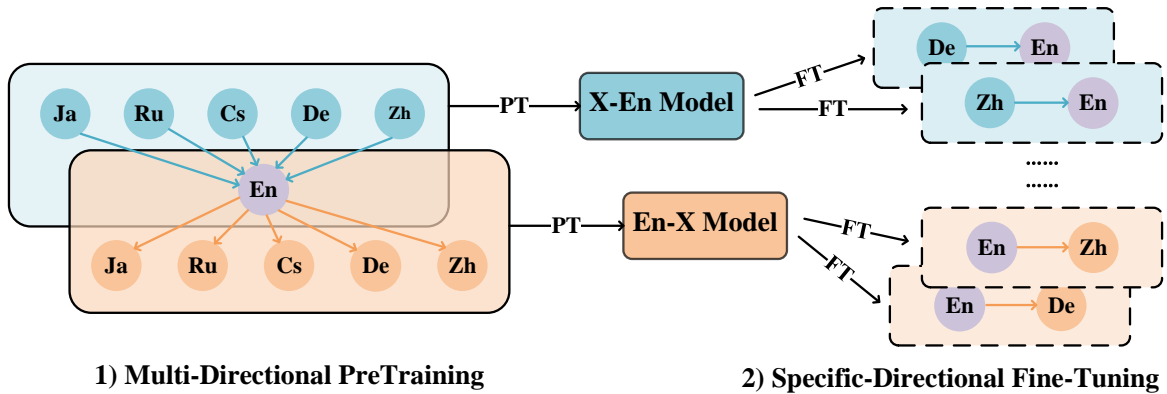 Ja Ru Cs De Zh
En
Ja Ru Cs De Zh
PT
X-En Model
PT
En-X Model
FT
FT
De En
Zh En
......
......
FT
FT
En Zh
En De
1) Multi-Directional PreTraining
2) Specific-Directional Fine-Tuning